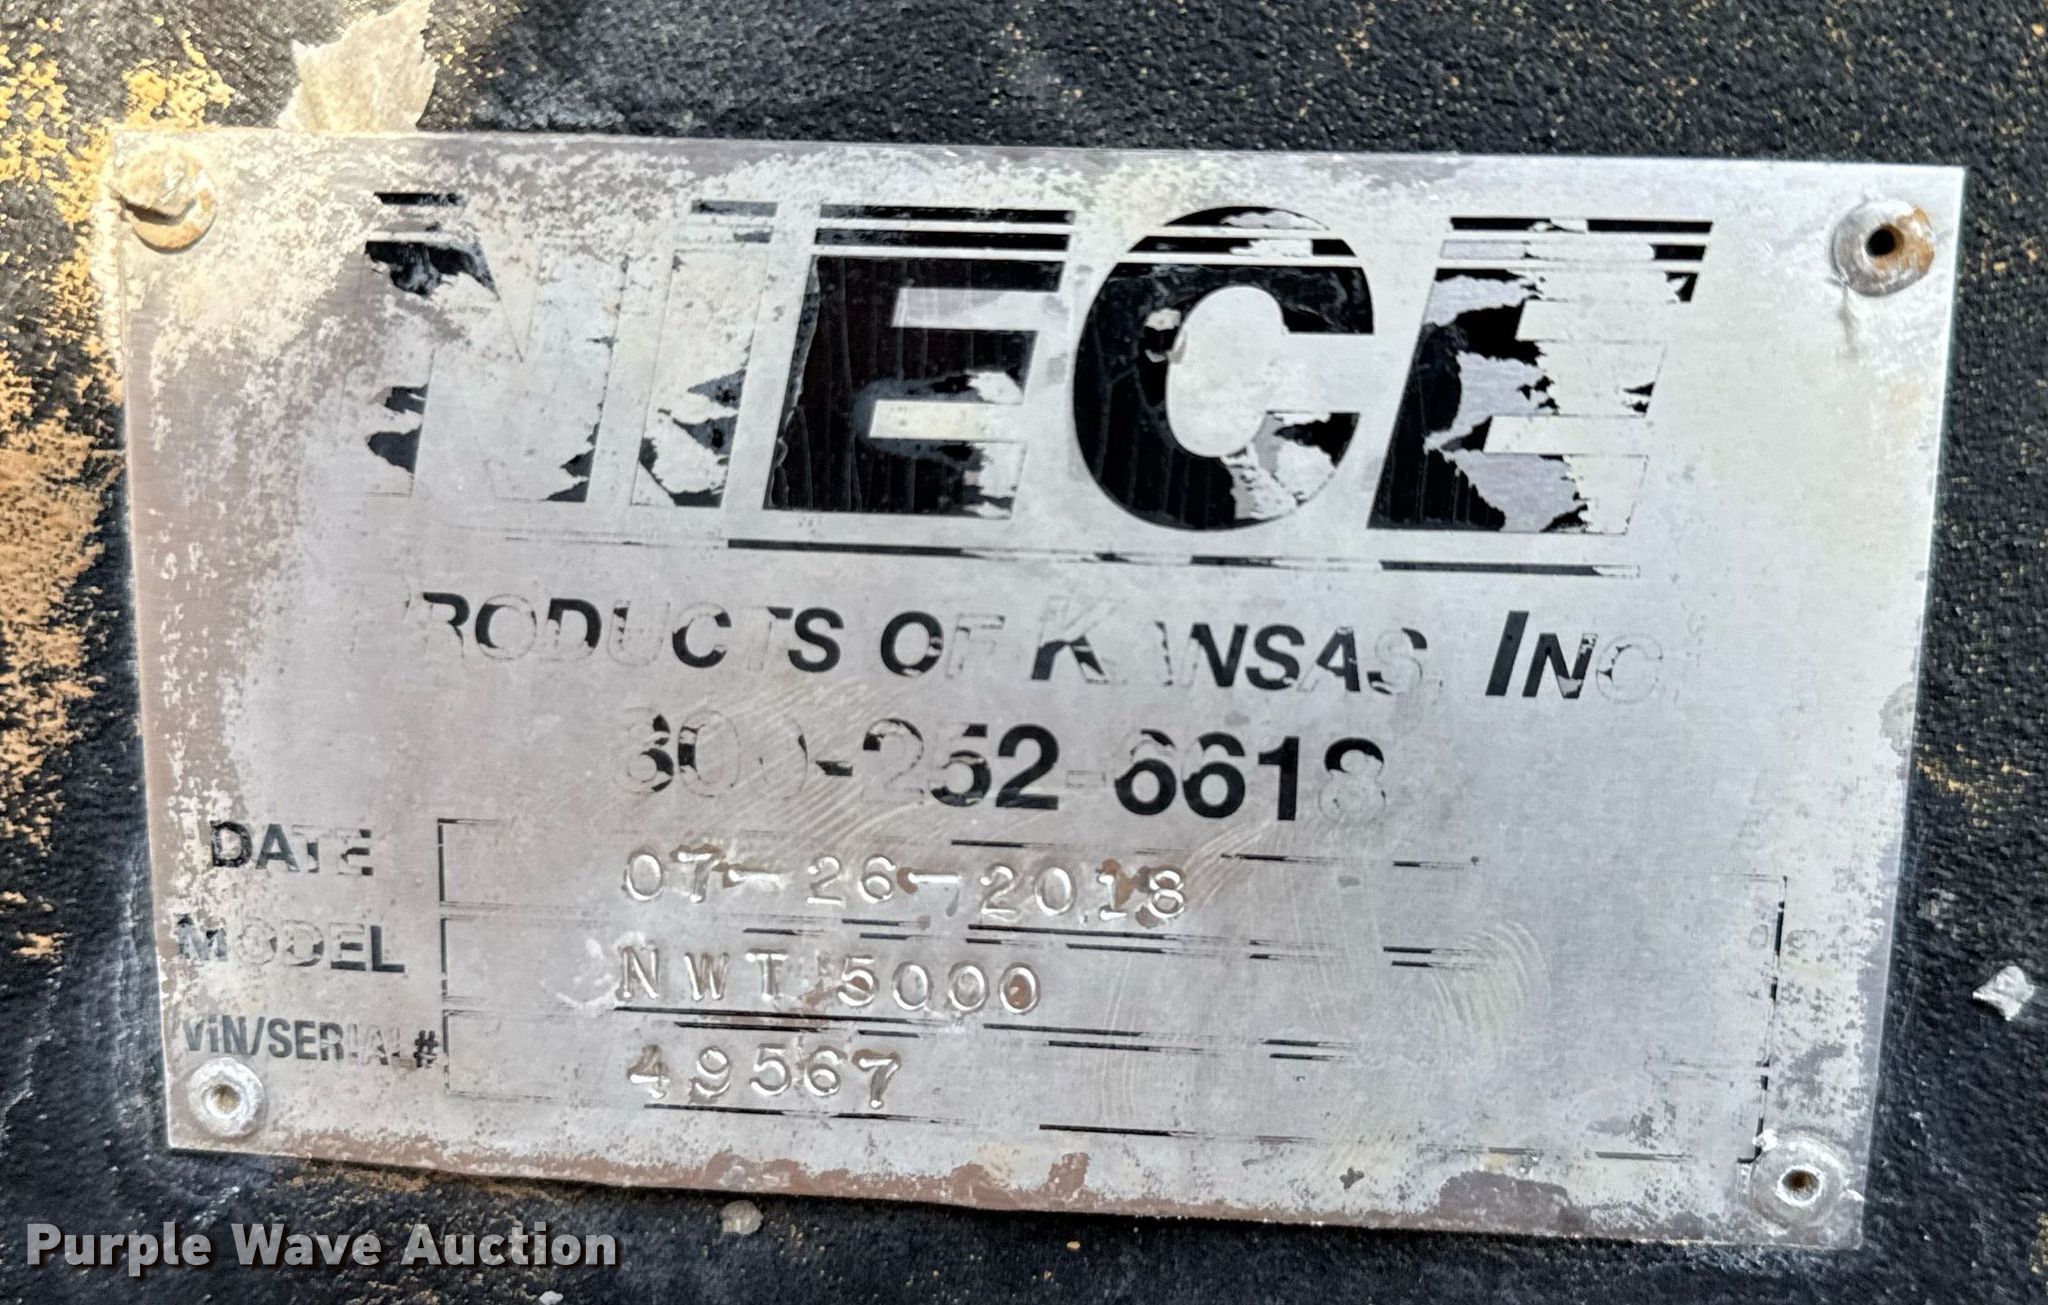 NIECE
PRODUCTS OF KANSAS, INC.
800-252-6618
DATE 07-26-2018
MODEL NWT 5000
VIN/SERIAL# 49567
Purple Wave Auction